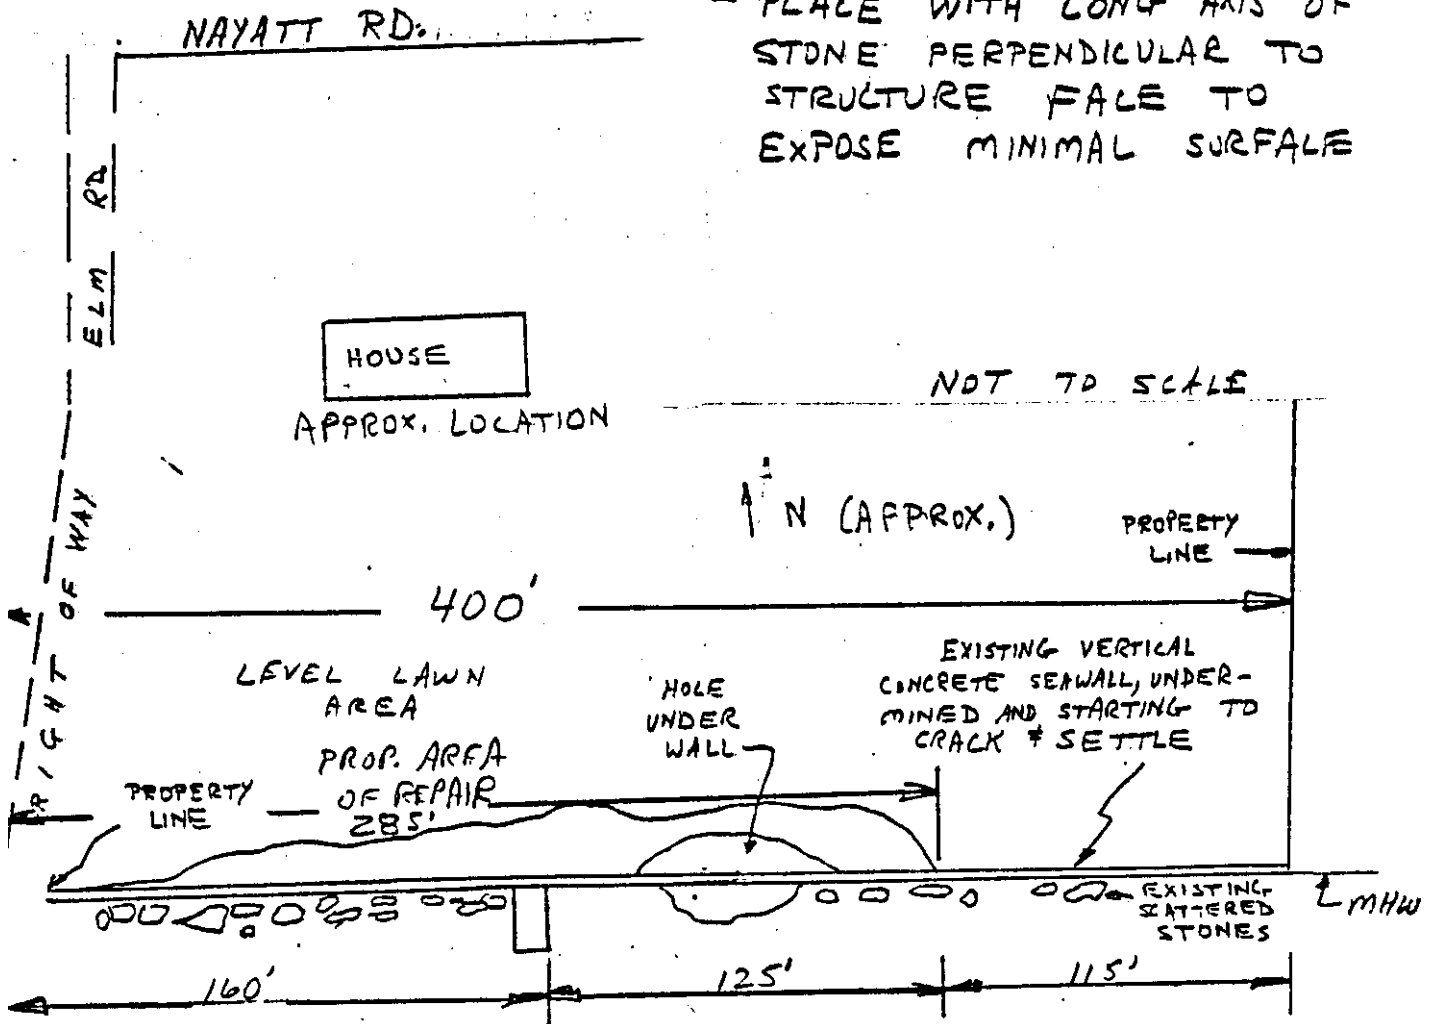 PLACE WITH LONG AXIS OF
STONE PERPENDICULAR TO
STRUCTURE FACE TO
EXPOSE MINIMAL SURFACE
NAYATT RD.
ELM RD
HOUSE
APPROX. LOCATION
NOT TO SCALE
N (APPROX.)
PROPERTY
LINE
RIGHT OF WAY
400'
LEVEL LAWN
AREA
HOLE
UNDER
WALL
EXISTING VERTICAL
CONCRETE SEAWALL, UNDER-
MINED AND STARTING TO
CRACK & SETTLE
PROP. AREA
OF REPAIR
285'
PROPERTY
LINE
EXISTING
SCATTERED
STONES
MHW
160'
125'
115'